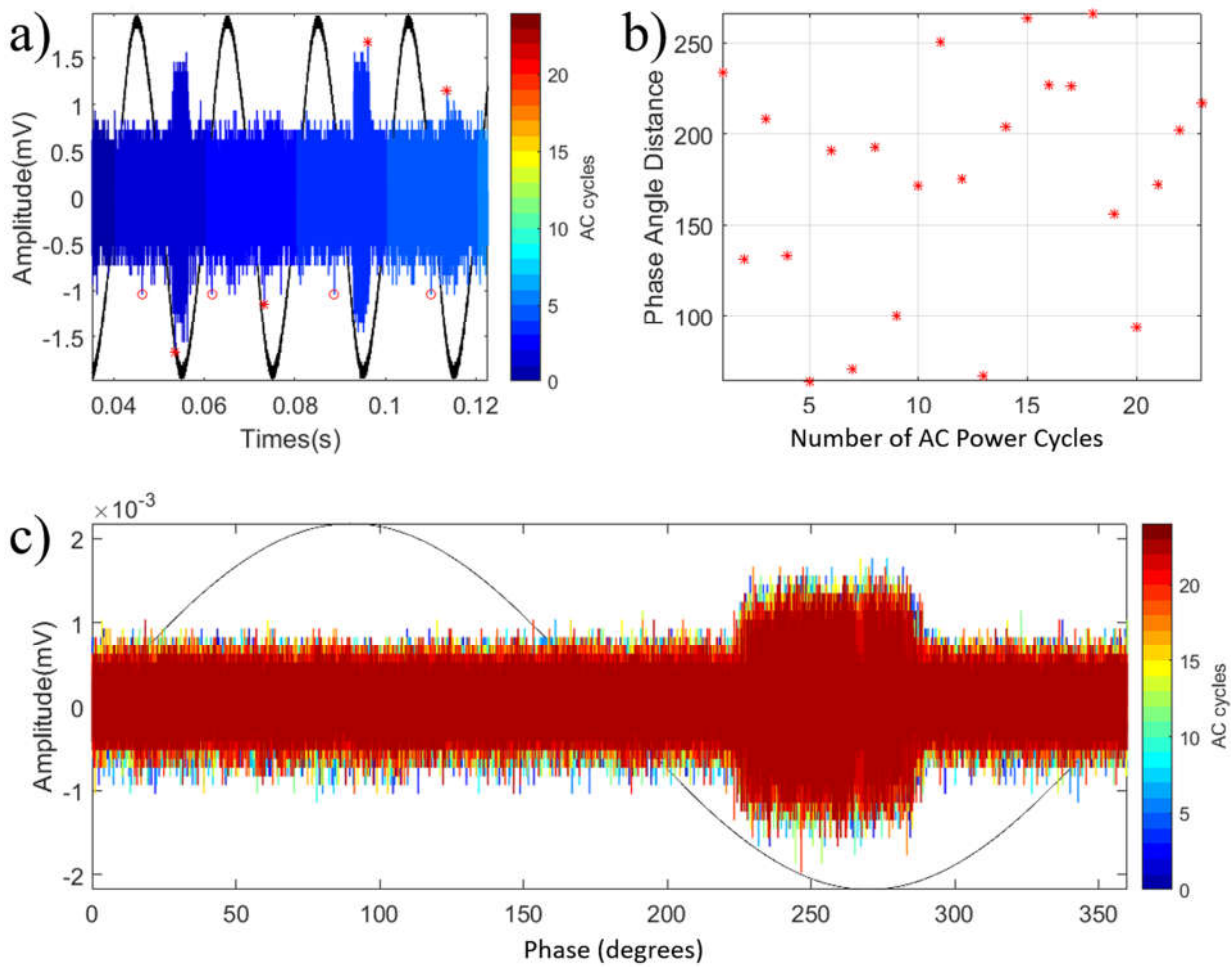 a)
Amplitude(mV)
1.5
1
0.5
0
-0.5
-1
-1.5
0.04 0.06 0.08 0.1 0.12
Times(s)
20
15
10
5
0
AC cycles
b)
Phase Angle Distance
250
200
150
100
5 10 15 20
Number of AC Power Cycles
c)
×10-3
Amplitude(mV)
2
1
0
-1
-2
0 50 100 150 200 250 300 350
Phase (degrees)
20
15
10
5
0
AC cycles